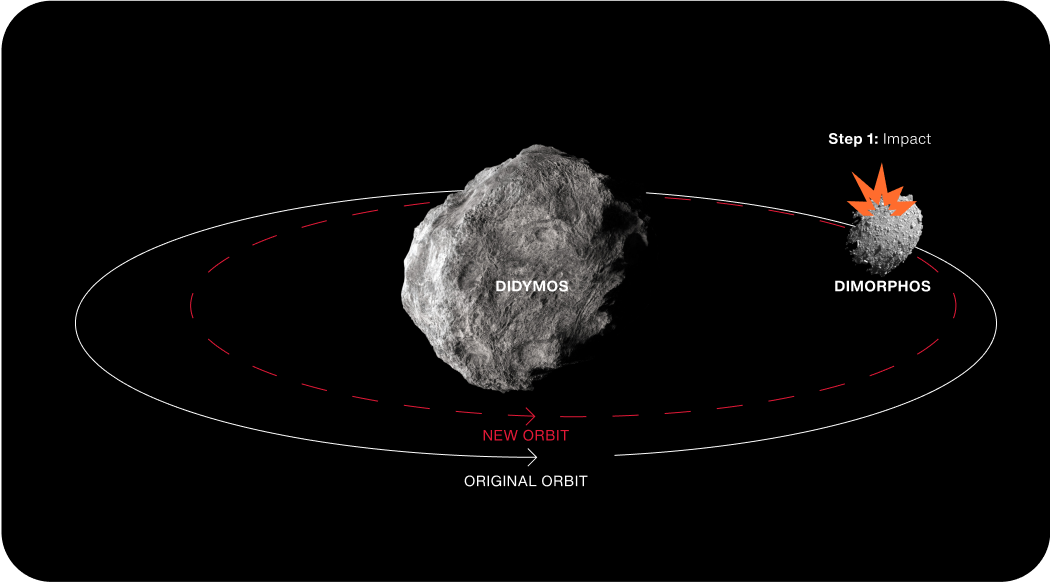 Step 1: Impact
DIDYMOS
DIMORPHOS
NEW ORBIT
ORIGINAL ORBIT